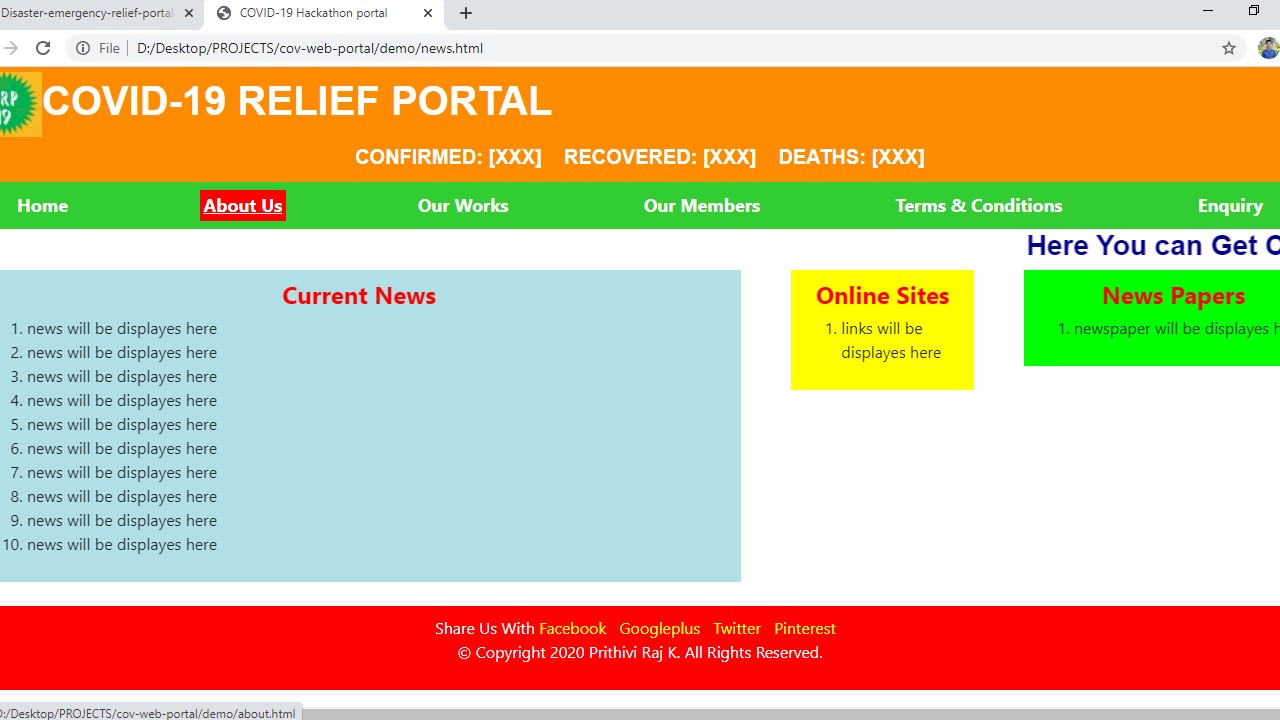 Disaster-emergency-relief-portal
COVID-19 Hackathon portal
File
D:/Desktop/PROJECTS/cov-web-portal/demo/news.html
RP
19
COVID-19 RELIEF PORTAL
CONFIRMED: [XXX] RECOVERED: [XXX] DEATHS: [XXX]
Home About Us Our Works Our Members Terms & Conditions Enquiry
Here You can Get C
Current News
1. news will be displayes here
2. news will be displayes here
3. news will be displayes here
4. news will be displayes here
5. news will be displayes here
6. news will be displayes here
7. news will be displayes here
8. news will be displayes here
9. news will be displayes here
10. news will be displayes here
Online Sites
1. links will be
displayes here
News Papers
1. newspaper will be displayes h
Share Us With Facebook Googleplus Twitter Pinterest
© Copyright 2020 Prithivi Raj K. All Rights Reserved.
D:/Desktop/PROJECTS/cov-web-portal/demo/about.html